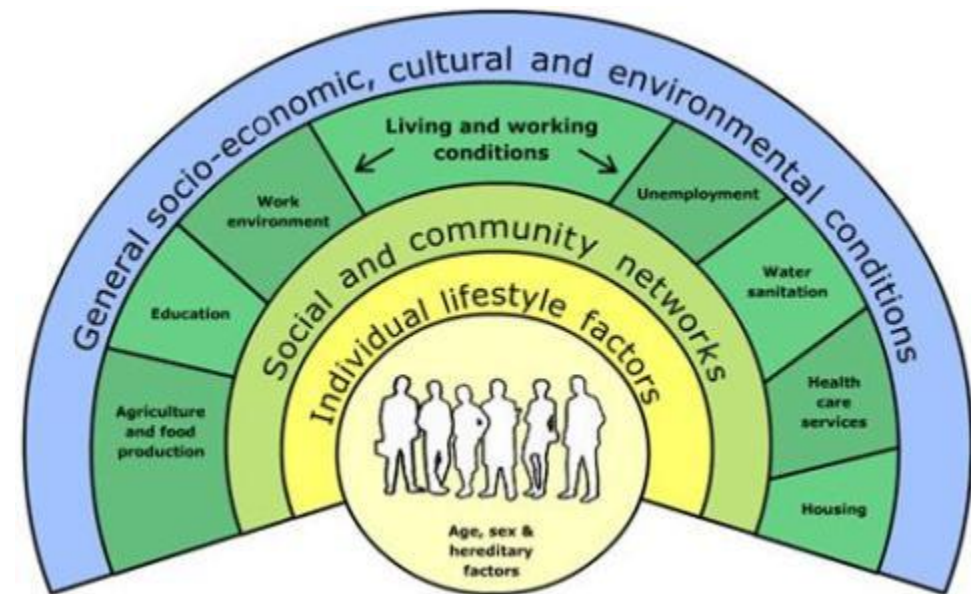 General socio-economic, cultural and environmental conditions
Living and working
conditions
Work
environment
Unemployment
Education
Water
sanitation
Agriculture
and food
production
Health
care
services
Housing
Social and community networks
Individual lifestyle factors
Age, sex &
hereditary
factors